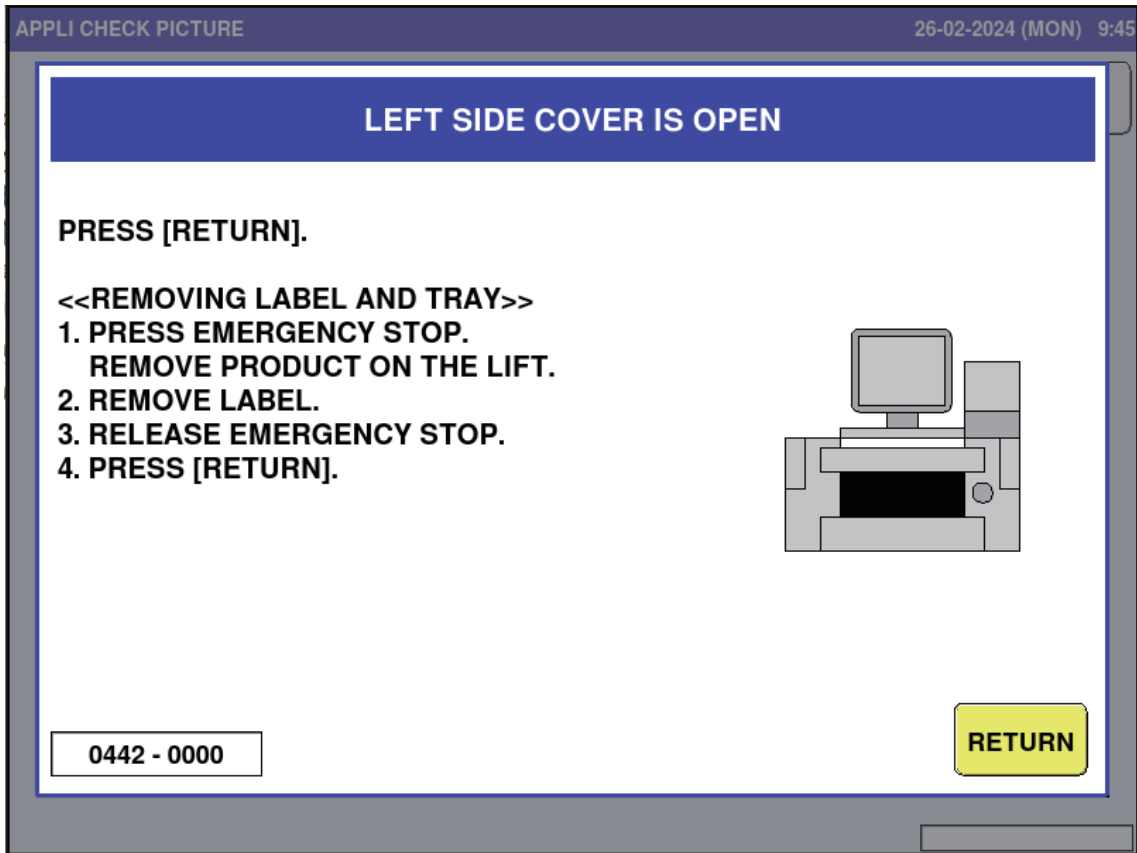 APPLI CHECK PICTURE 26-02-2024 (MON) 9:45
LEFT SIDE COVER IS OPEN
PRESS [RETURN].
<<REMOVING LABEL AND TRAY>>
1. PRESS EMERGENCY STOP.
REMOVE PRODUCT ON THE LIFT.
2. REMOVE LABEL.
3. RELEASE EMERGENCY STOP.
4. PRESS [RETURN].
0442 - 0000
RETURN